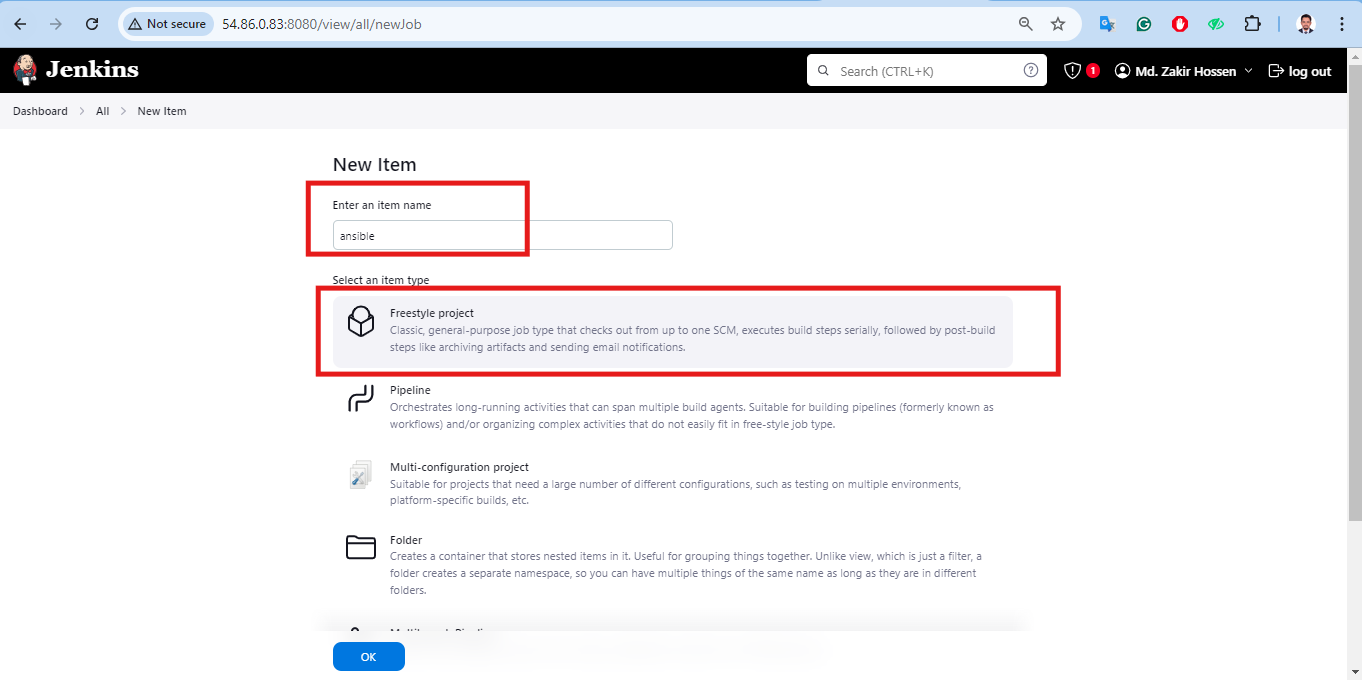 Not secure 54.86.0.83:8080/view/all/newJob
Jenkins
Search (CTRL+K)
?
1
Md. Zakir Hossen
log out
Dashboard > All > New Item
New Item
Enter an item name
ansible
Select an item type
Freestyle project
Classic, general-purpose job type that checks out from up to one SCM, executes build steps serially, followed by post-build
steps like archiving artifacts and sending email notifications.
Pipeline
Orchestrates long-running activities that can span multiple build agents. Suitable for building pipelines (formerly known as
workflows) and/or organizing complex activities that do not easily fit in free-style job type.
Multi-configuration project
Suitable for projects that need a large number of different configurations, such as testing on multiple environments,
platform-specific builds, etc.
Folder
Creates a container that stores nested items in it. Useful for grouping things together. Unlike view, which is just a filter, a
folder creates a separate namespace, so you can have multiple things of the same name as long as they are in different
folders.
OK